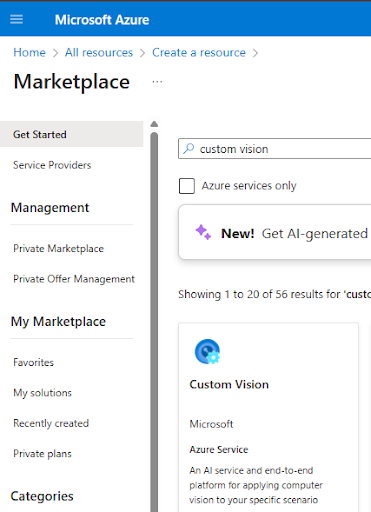 Microsoft Azure
Home > All resources > Create a resource >
Marketplace ...
Get Started
Service Providers
Management
Private Marketplace
Private Offer Management
My Marketplace
Favorites
My solutions
Recently created
Private plans
Categories
custom vision
Azure services only
New! Get AI-generated
Showing 1 to 20 of 56 results for 'custo
Custom Vision
Microsoft
Azure Service
An AI service and end-to-end
platform for applying computer
vision to your specific scenario